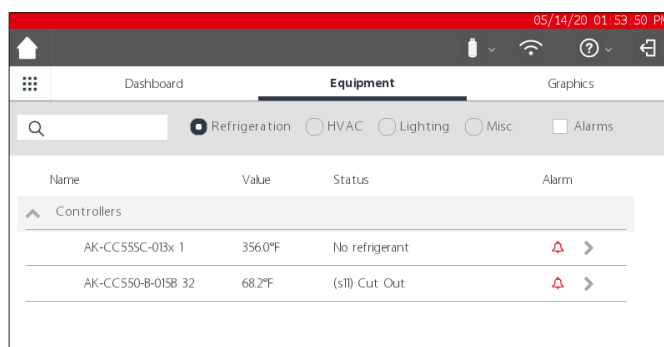 05/14/20 01:53:50 PM
Dashboard Equipment Graphics
Refrigeration HVAC Lighting Misc Alarms
Name Value Status Alarm
Controllers
AK-CC55SC-013x 1 356.0°F No refrigerant
AK-CC550-B-015B 32 68.2°F (s11) Cut Out